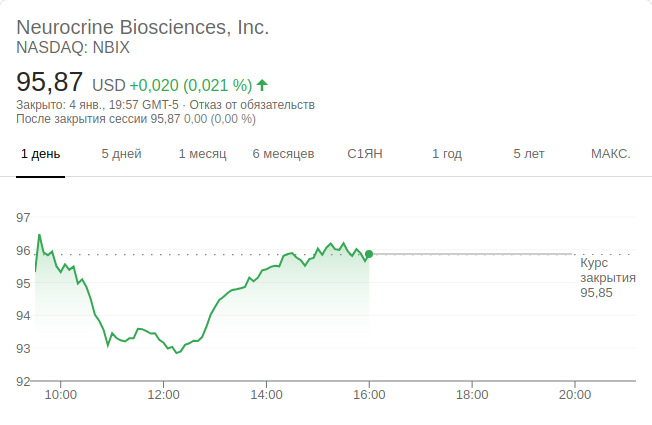 Neurocrine Biosciences, Inc.
NASDAQ: NBIX
95,87 USD +0,020 (0,021 %)
Закрыто: 4 янв., 19:57 GMT-5 · Отказ от обязательств
После закрытия сессии 95,87 0,00 (0,00 %)
1 день 5 дней 1 месяц 6 месяцев С1ЯН 1 год 5 лет МАКС.
97
96
95
94
93
92
Курс
закрытия
95,85
10:00 12:00 14:00 16:00 18:00 20:00